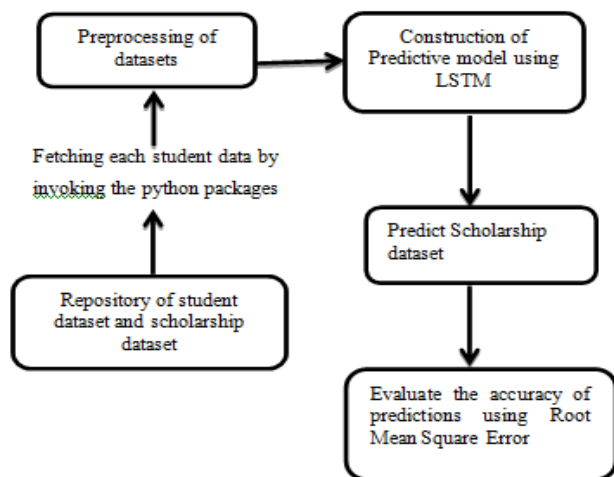 Preprocessing of
datasets
Construction of
Predictive model using
LSTM
Fetching each student data by
invoking the python packages
Predict Scholarship
dataset
Repository of student
dataset and scholarship
dataset
Evaluate the accuracy of
predictions using Root
Mean Square Error